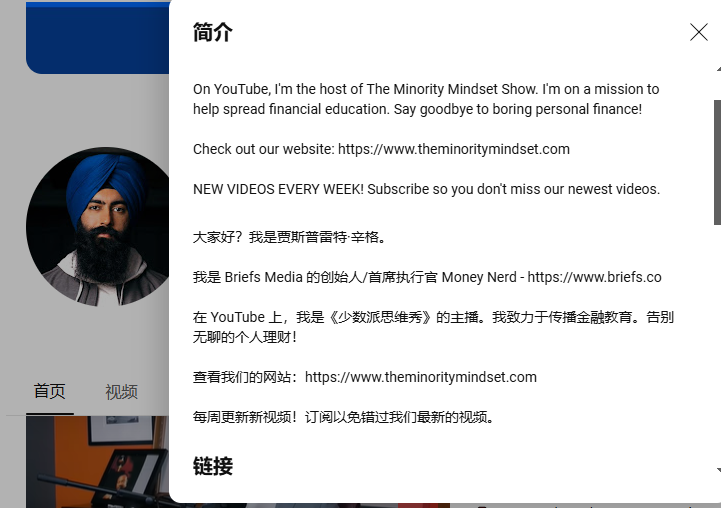 简介
On YouTube, I'm the host of The Minority Mindset Show. I'm on a mission to
help spread financial education. Say goodbye to boring personal finance!
Check out our website: https://www.theminoritymindset.com
NEW VIDEOS EVERY WEEK! Subscribe so you don't miss our newest videos.
大家好？我是贾斯普雷特·辛格。
我是 Briefs Media 的创始人/首席执行官 Money Nerd - https://www.briefs.co
在 YouTube 上，我是《少数派思维秀》的主播。我致力于传播金融教育。告别
无聊的个人理财！
查看我们的网站：https://www.theminoritymindset.com
每周更新新视频！订阅以免错过我们最新的视频。
链接
首页
视频